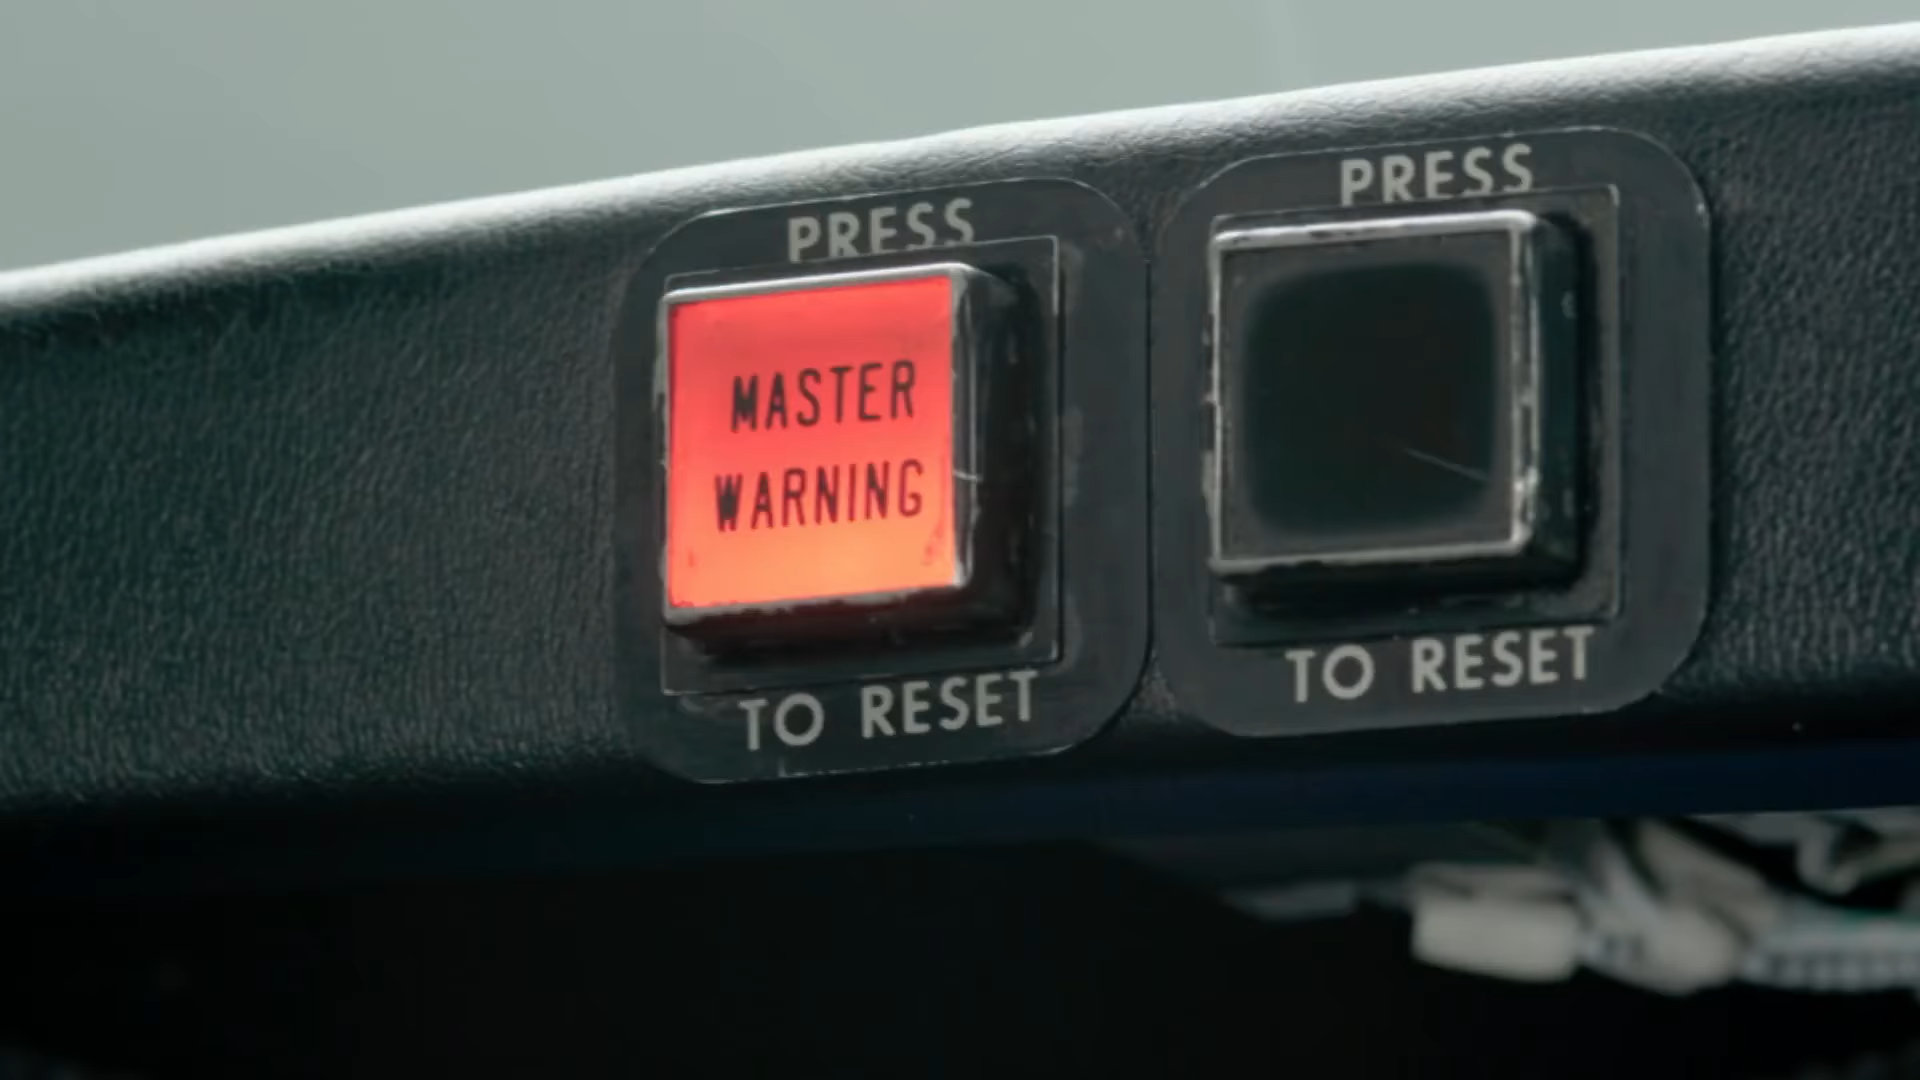 PRESS
MASTER
WARNING
TO RESET
PRESS
TO RESET